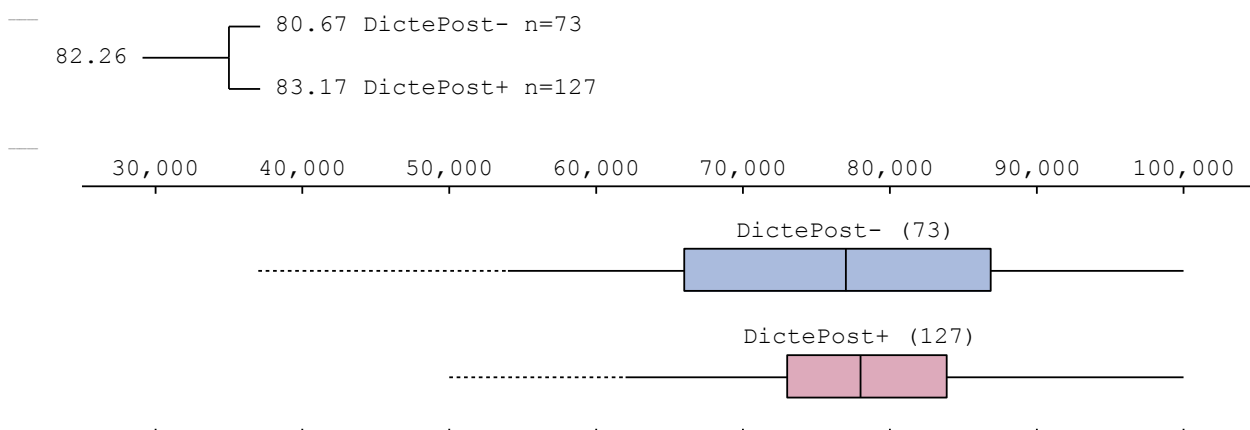 80.67 DictePost- n=73
82.26
83.17 DictePost+ n=127
30,000 40,000 50,000 60,000 70,000 80,000 90,000 100,000
DictePost- (73)
DictePost+ (127)